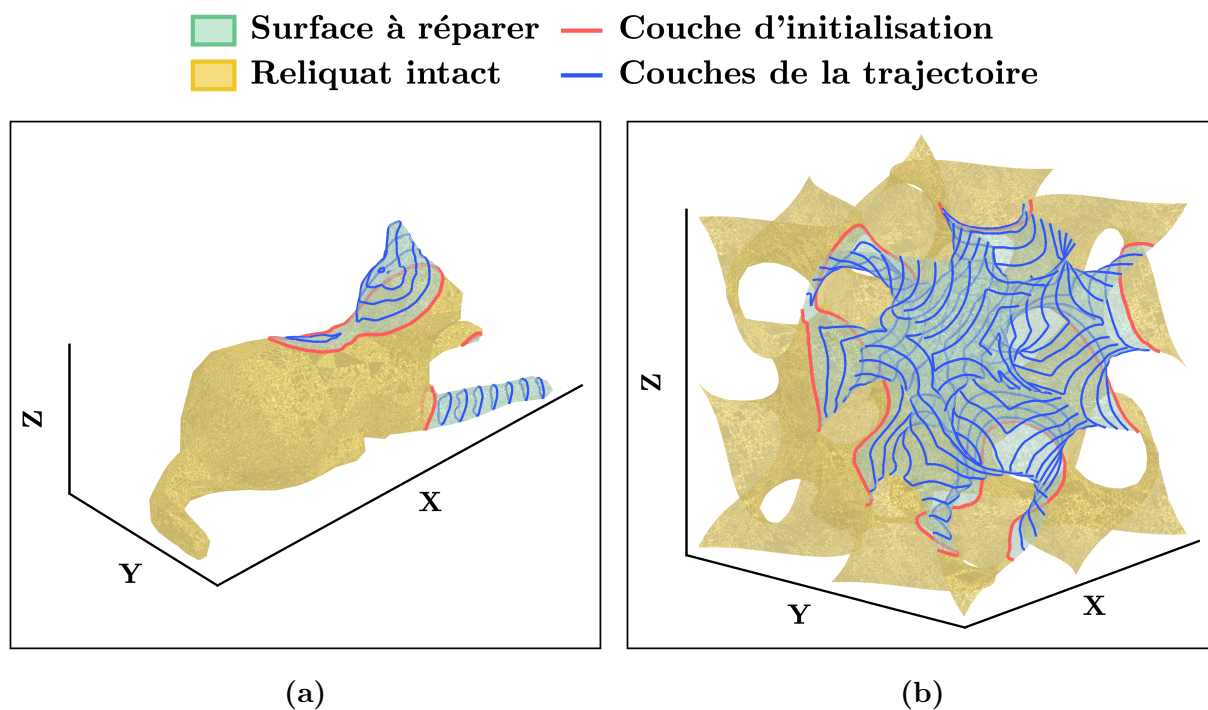 Surface à réparer
Couche d'initialisation
Reliquat intact
Couches de la trajectoire
Z
Y
X
Z
Y
X
(a)
(b)